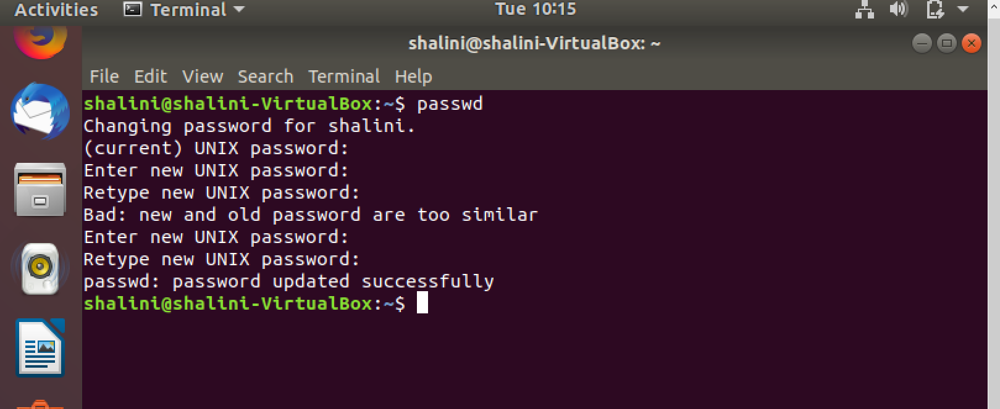 Activities Terminal Tue 10:15
shalini@shalini-VirtualBox: ~
File Edit View Search Terminal Help
shalini@shalini-VirtualBox:~$ passwd
Changing password for shalini.
(current) UNIX password:
Enter new UNIX password:
Retype new UNIX password:
Bad: new and old password are too similar
Enter new UNIX password:
Retype new UNIX password:
passwd: password updated successfully
shalini@shalini-VirtualBox:~$